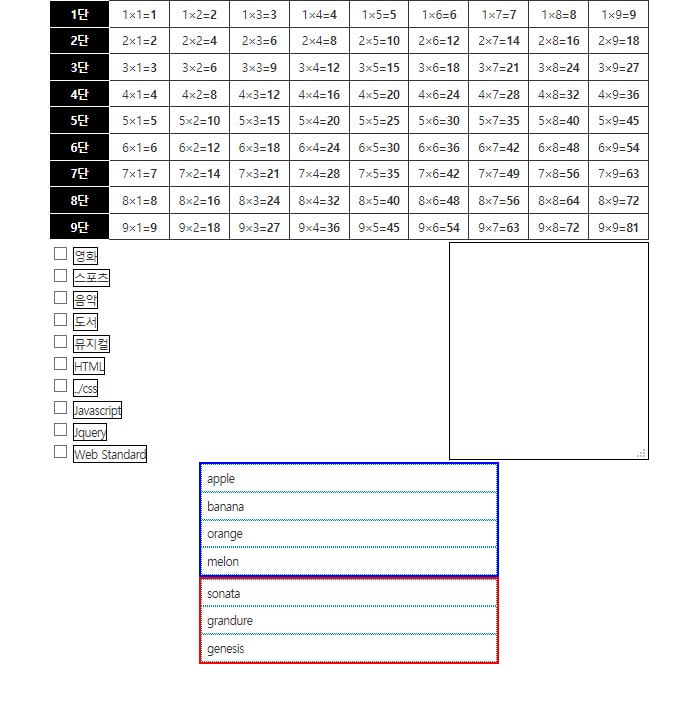 1단 1×1=1 1×2=2 1×3=3 1×4=4 1×5=5 1×6=6 1×7=7 1×8=8 1×9=9
2단 2×1=2 2×2=4 2×3=6 2×4=8 2×5=10 2×6=12 2×7=14 2×8=16 2×9=18
3단 3×1=3 3×2=6 3×3=9 3×4=12 3×5=15 3×6=18 3×7=21 3×8=24 3×9=27
4단 4×1=4 4×2=8 4×3=12 4×4=16 4×5=20 4×6=24 4×7=28 4×8=32 4×9=36
5단 5×1=5 5×2=10 5×3=15 5×4=20 5×5=25 5×6=30 5×7=35 5×8=40 5×9=45
6단 6×1=6 6×2=12 6×3=18 6×4=24 6×5=30 6×6=36 6×7=42 6×8=48 6×9=54
7단 7×1=7 7×2=14 7×3=21 7×4=28 7×5=35 7×6=42 7×7=49 7×8=56 7×9=63
8단 8×1=8 8×2=16 8×3=24 8×4=32 8×5=40 8×6=48 8×7=56 8×8=64 8×9=72
9단 9×1=9 9×2=18 9×3=27 9×4=36 9×5=45 9×6=54 9×7=63 9×8=72 9×9=81
영화
스포츠
음악
도서
뮤지컬
HTML
../css
Javascript
Jquery
Web Standard
apple
banana
orange
melon
sonata
grandure
genesis